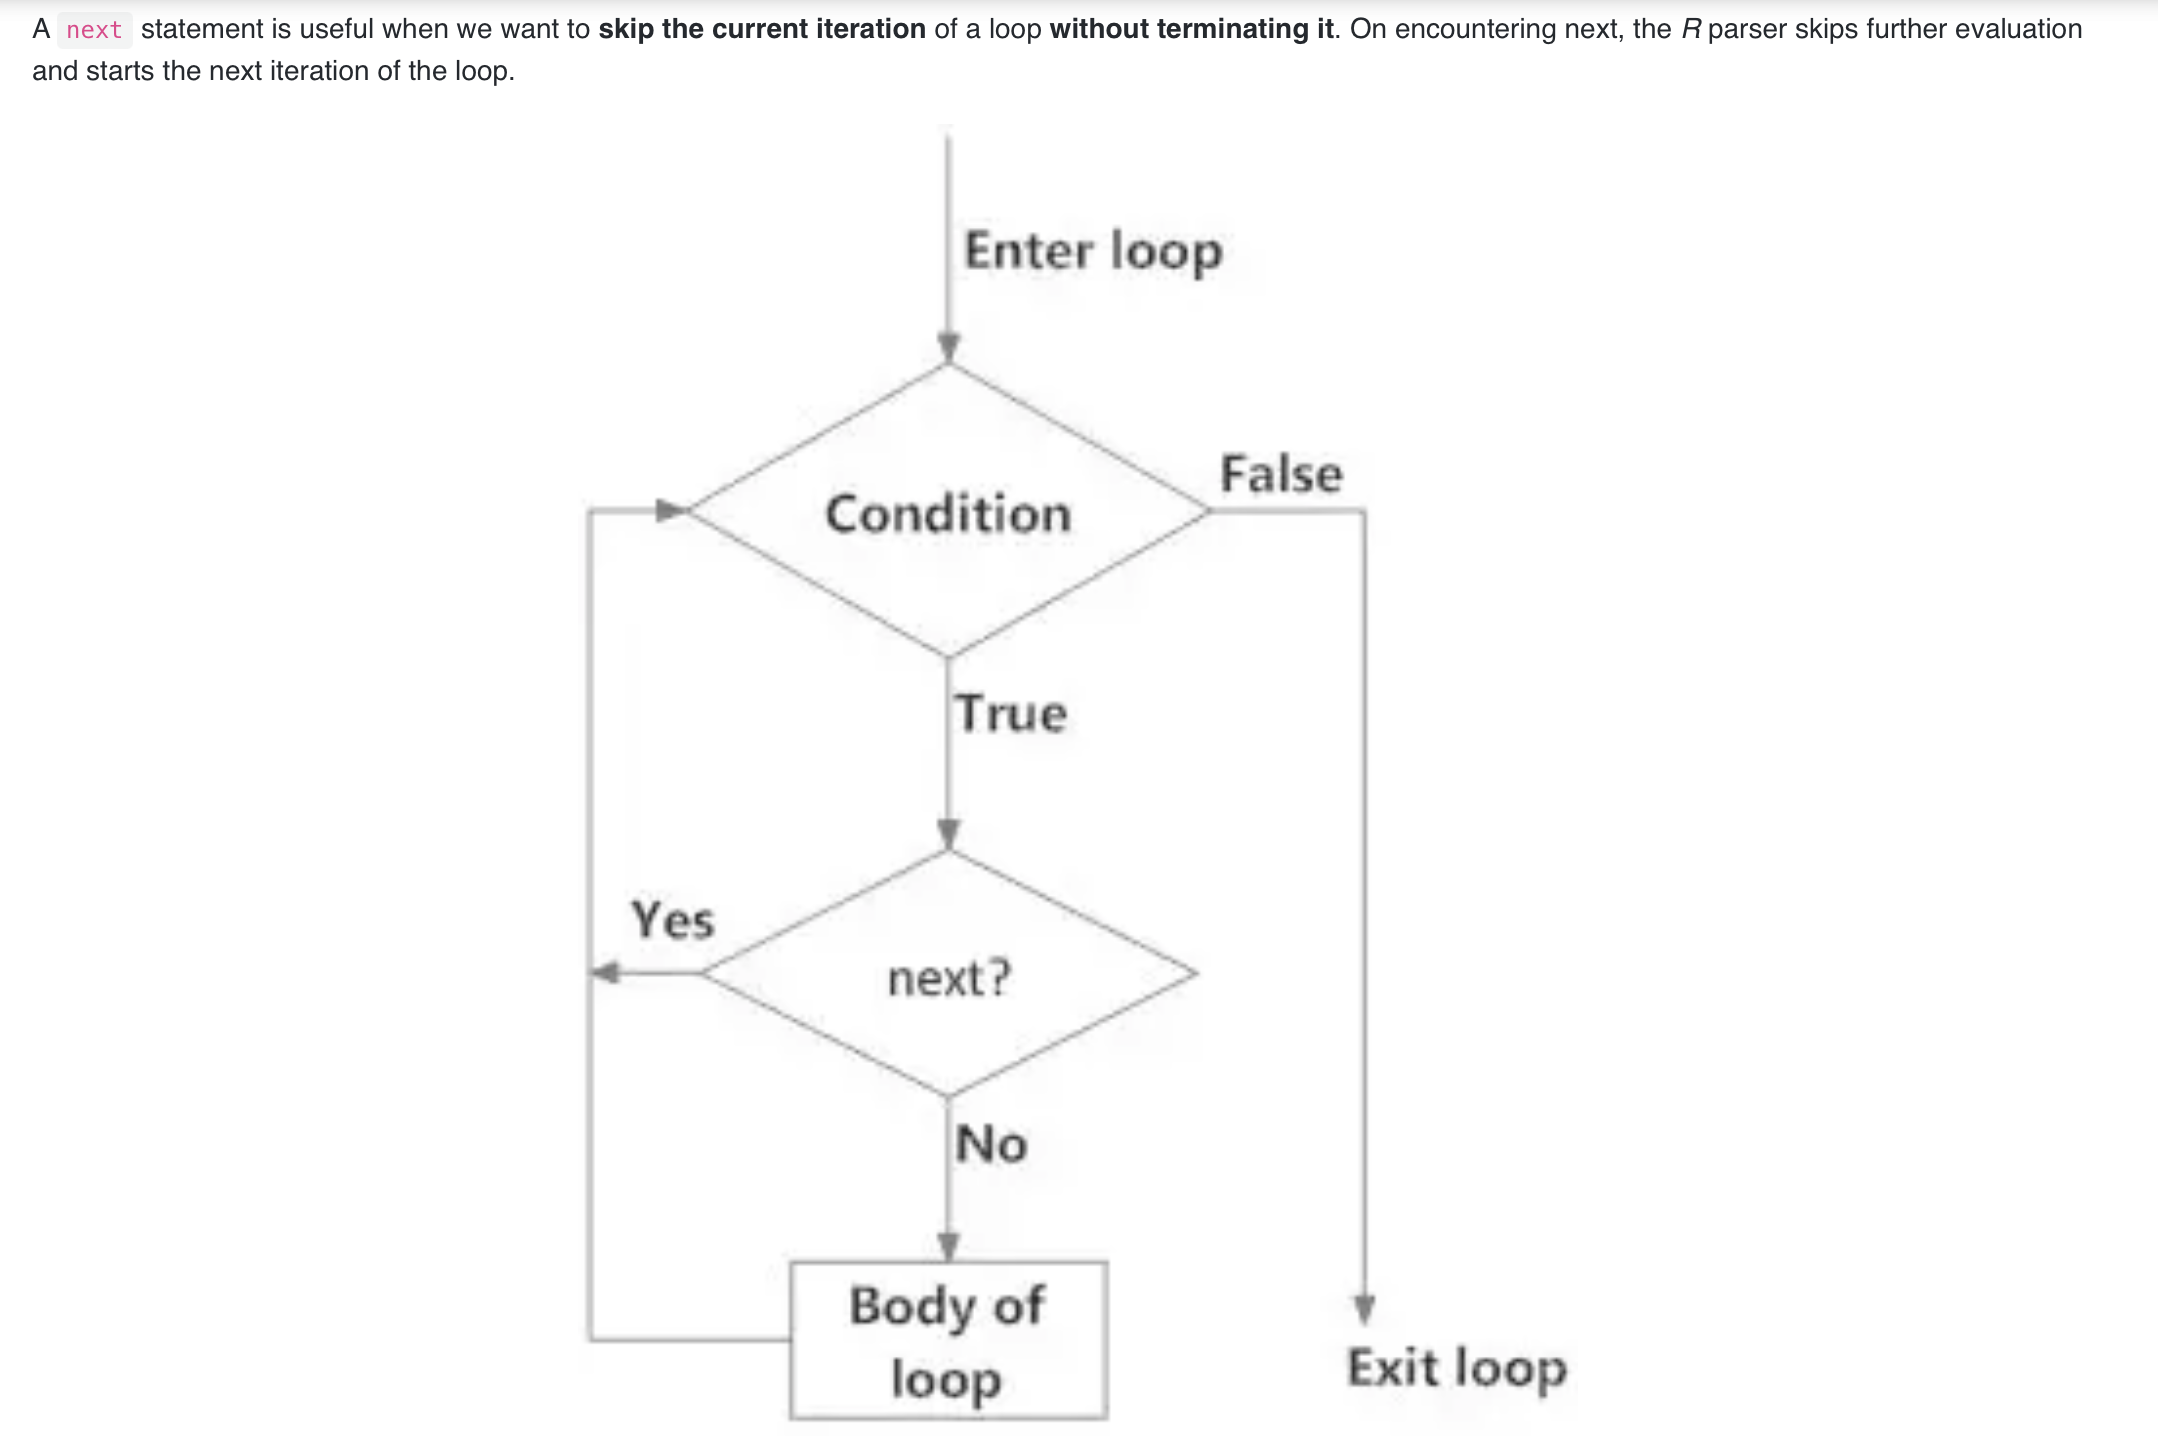 A next statement is useful when we want to skip the current iteration of a loop without terminating it. On encountering next, the R parser skips further evaluation
and starts the next iteration of the loop.
Enter loop
Condition
False
True
Yes
next?
No
Body of
loop
Exit loop